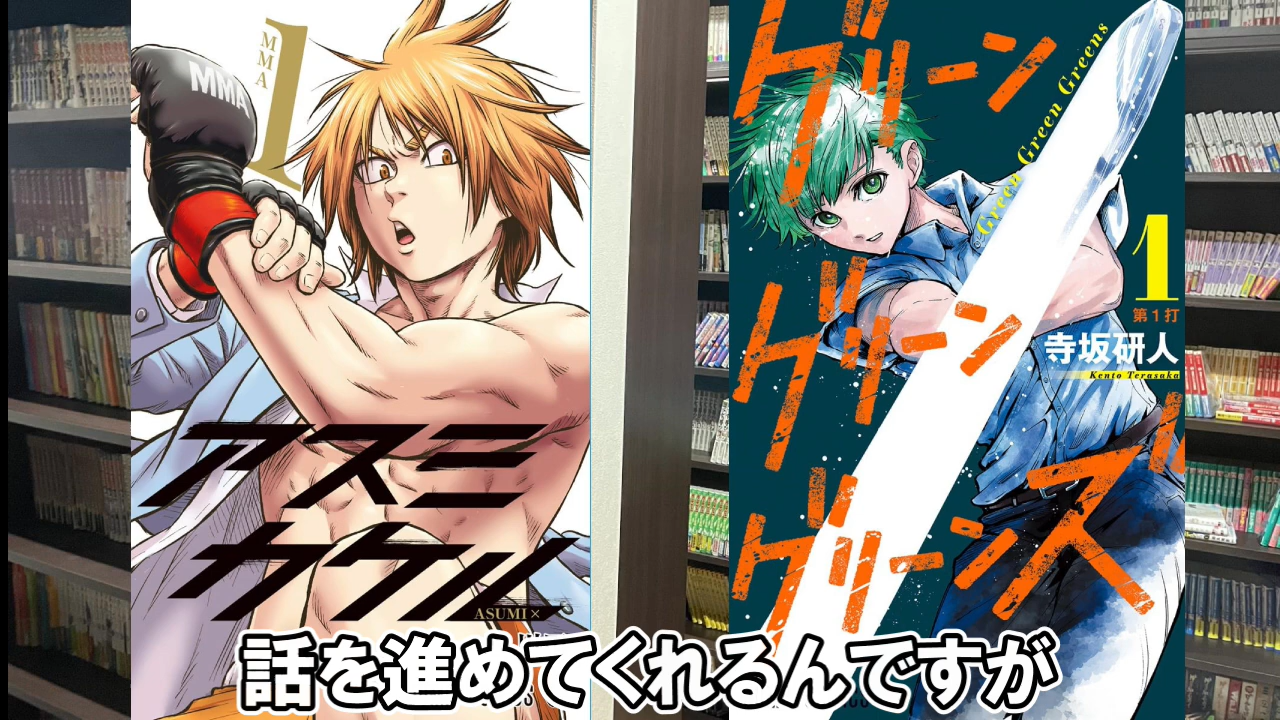 1
MMA
MMA
アスミ
カケル
ASUMI×
グリーン
グリーン
グリーンズ
Green Green Greens
1
第1打
寺坂研人
Kento Terasaka
話を進めてくれるんですが